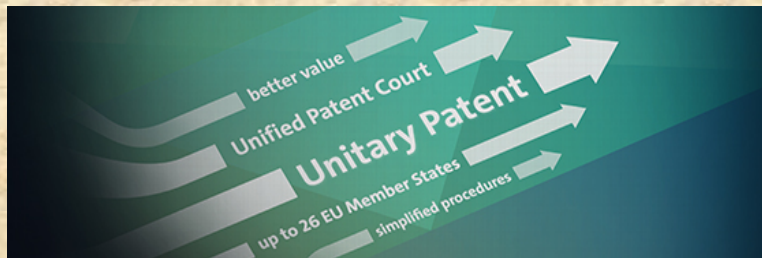 better value
Unified Patent Court
Unitary Patent
up to 26 EU Member States
simplified procedures